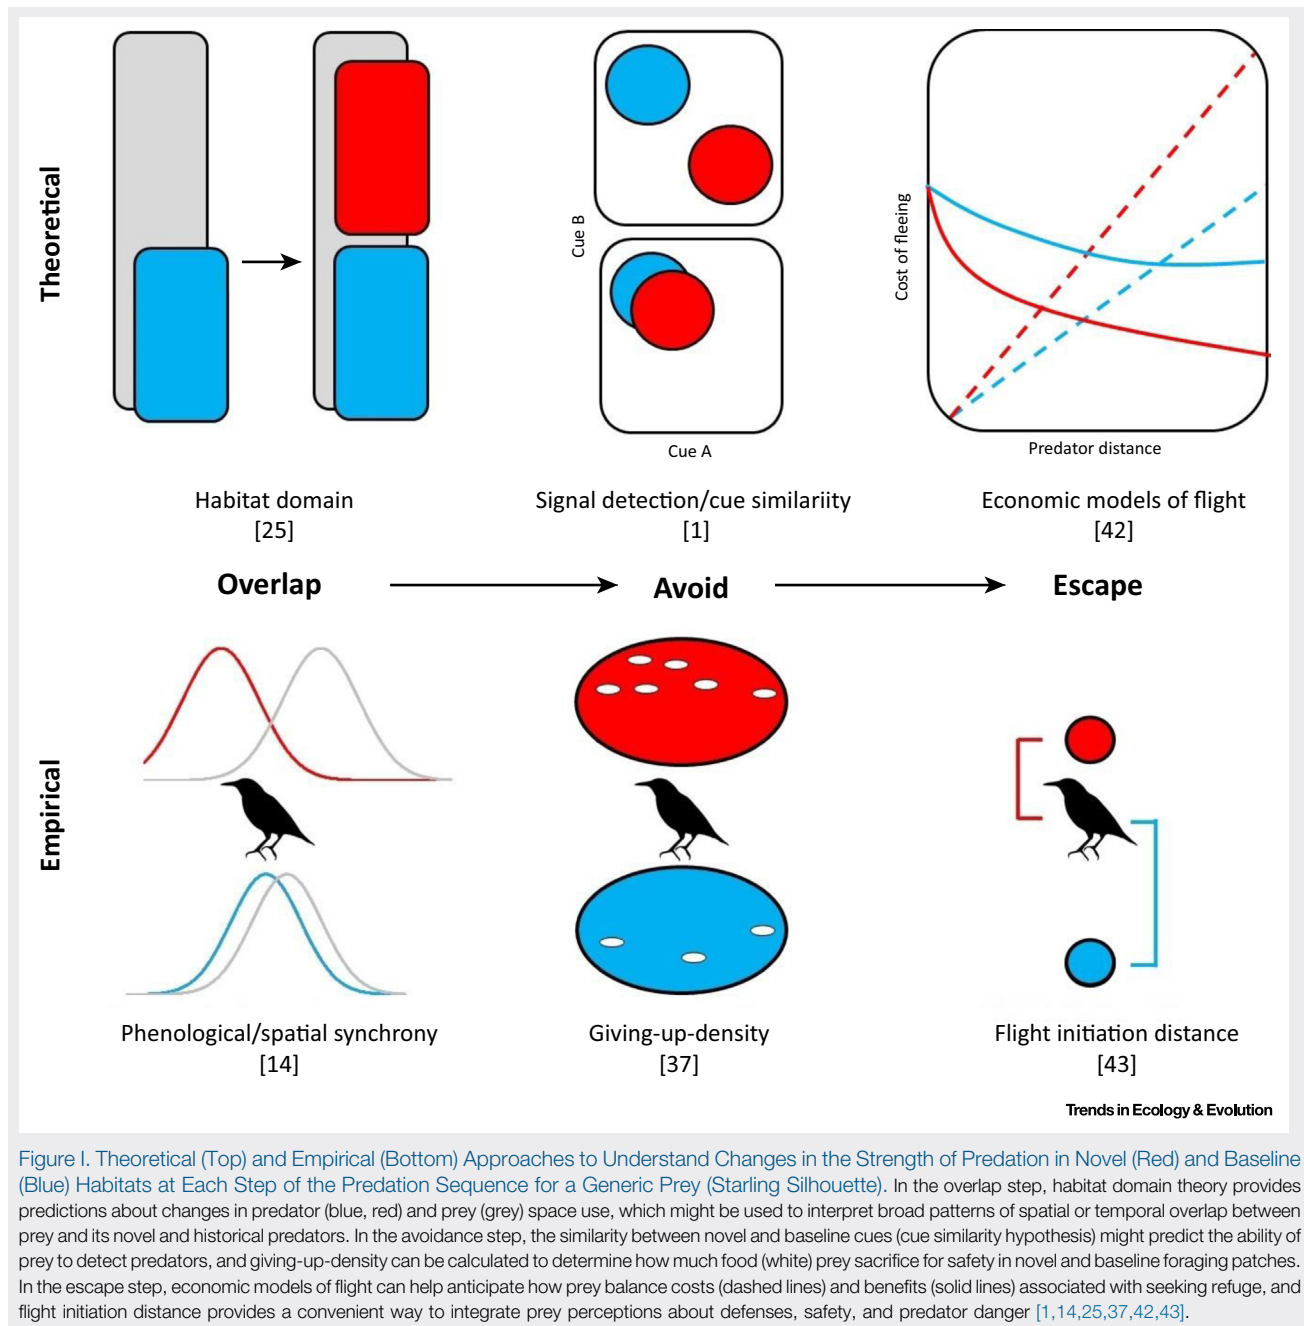 Theoretical
Cue B
Cue A
Cost of fleeing
Predator distance
Habitat domain
[25]
Signal detection/cue similariity
[1]
Economic models of flight
[42]
Overlap
Avoid
Escape
Empirical
Phenological/spatial synchrony
[14]
Giving-up-density
[37]
Flight initiation distance
[43]
Trends in Ecology & Evolution
Figure I. Theoretical (Top) and Empirical (Bottom) Approaches to Understand Changes in the Strength of Predation in Novel (Red) and Baseline
(Blue) Habitats at Each Step of the Predation Sequence for a Generic Prey (Starling Silhouette). In the overlap step, habitat domain theory provides
predictions about changes in predator (blue, red) and prey (grey) space use, which might be used to interpret broad patterns of spatial or temporal overlap between
prey and its novel and historical predators. In the avoidance step, the similarity between novel and baseline cues (cue similarity hypothesis) might predict the ability of
prey to detect predators, and giving-up-density can be calculated to determine how much food (white) prey sacrifice for safety in novel and baseline foraging patches.
In the escape step, economic models of flight can help anticipate how prey balance costs (dashed lines) and benefits (solid lines) associated with seeking refuge, and
flight initiation distance provides a convenient way to integrate prey perceptions about defenses, safety, and predator danger [1,14,25,37,42,43].